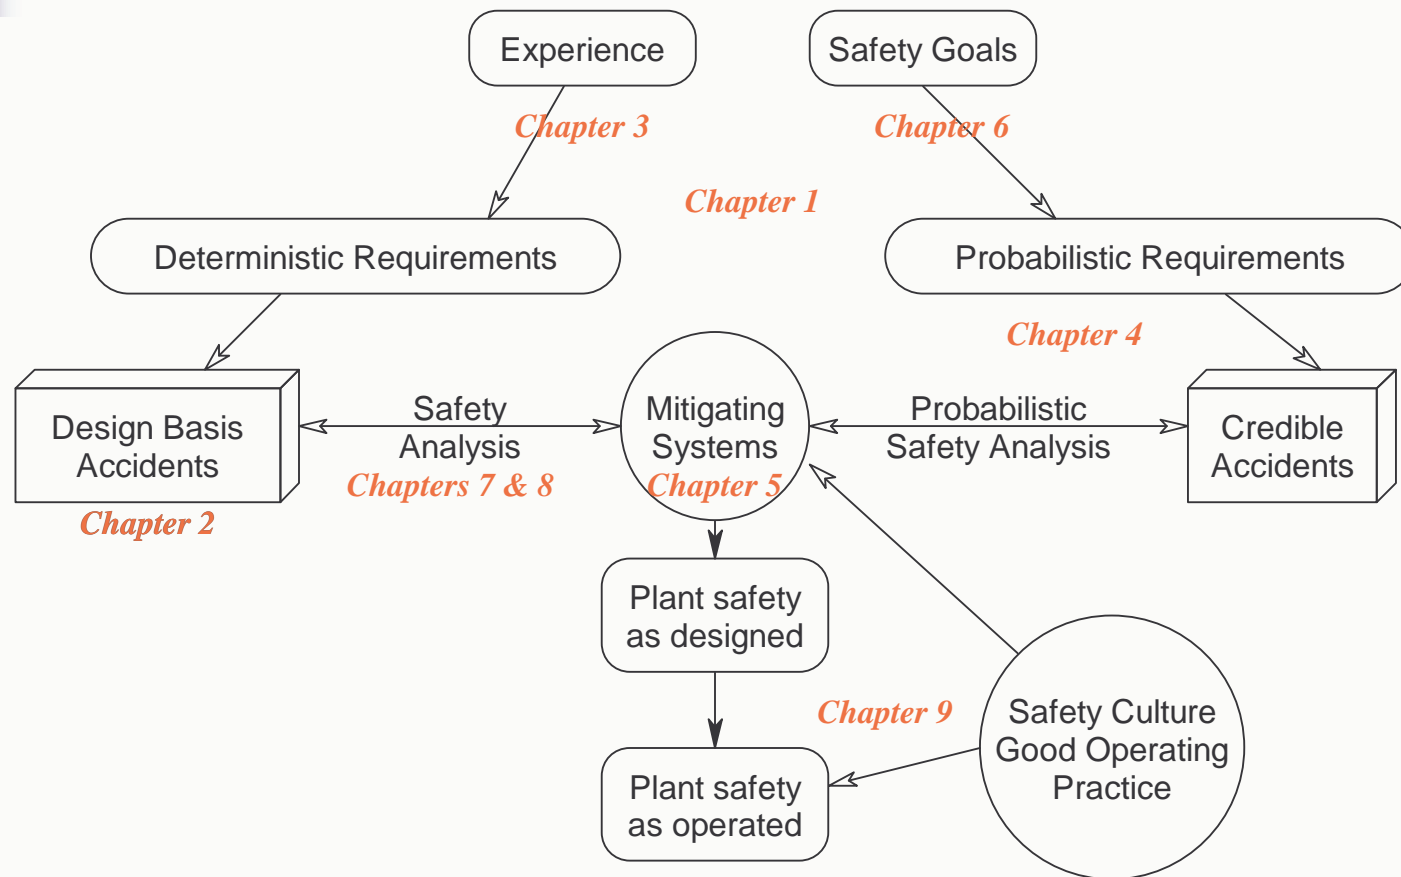 Experience
Safety Goals
Chapter 3
Chapter 6
Chapter 1
Deterministic Requirements
Probabilistic Requirements
Chapter 4
Design Basis
Accidents
Chapter 2
Safety
Analysis
Chapters 7 & 8
Mitigating
Systems
Chapter 5
Probabilistic
Safety Analysis
Credible
Accidents
Plant safety
as designed
Chapter 9
Safety Culture
Good Operating
Practice
Plant safety
as operated